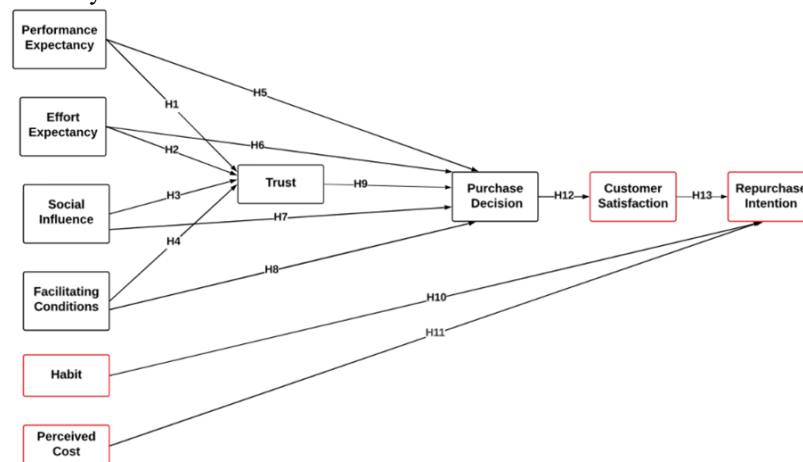 Performance
Expectancy
H5
H1
Effort
Expectancy
H6
H2
Trust
H9
Purchase
Decision
H12
Customer
Satisfaction
H13
Repurchase
Intention
Social
Influence
H3
H7
H4
Facilitating
Conditions
H8
H10
H11
Habit
Perceived
Cost